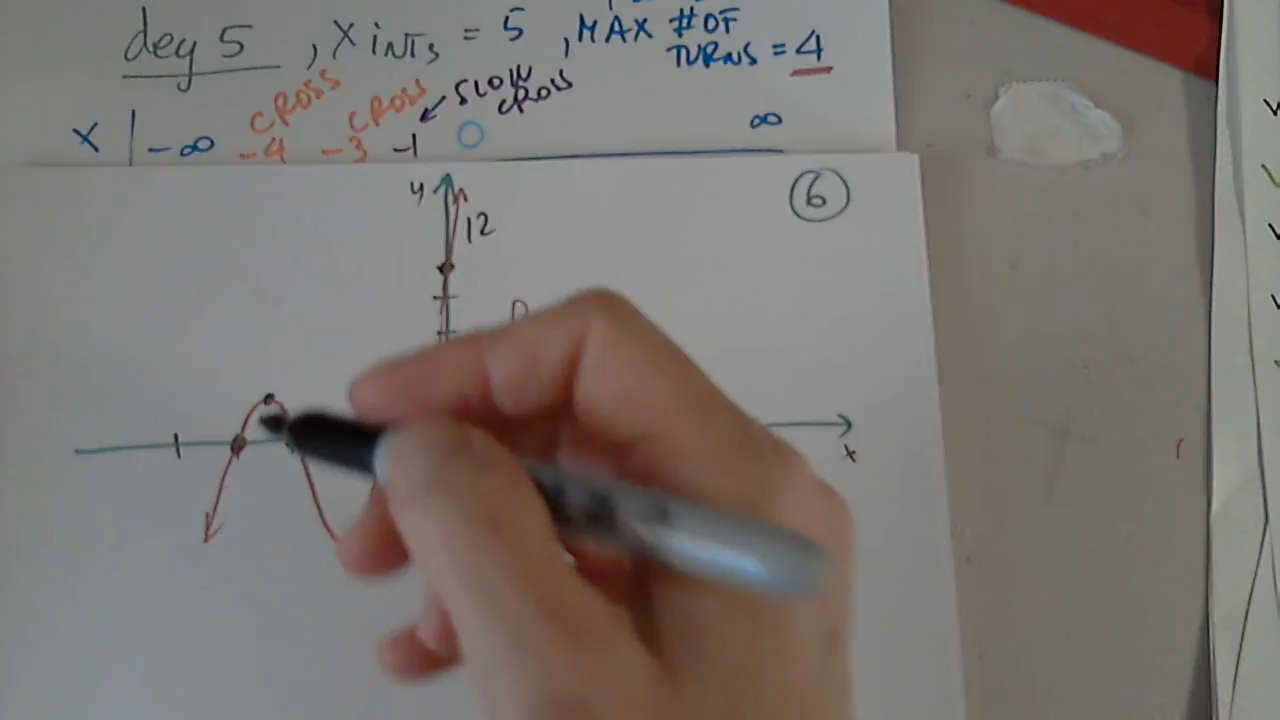 deg 5 , X iNTs = 5 , MAX # OF
TURNS = 4
CROSS CROSS SLOW
CROSS
x | -∞ -4 -3 -1 0 ∞
y
12
6
x